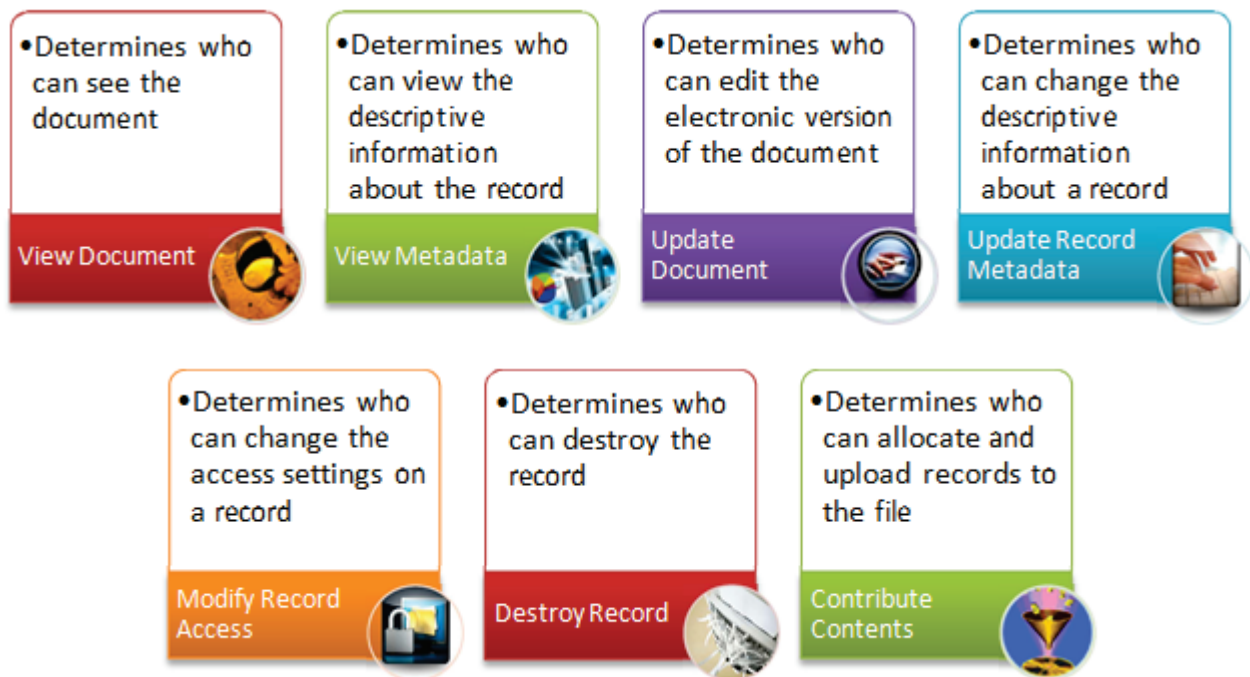 •Determines who
can see the
document
View Document
•Determines who
can view the
descriptive
information
about the record
View Metadata
•Determines who
can edit the
electronic version
of the document
Update
Document
•Determines who
can change the
descriptive
information
about a record
Update Record
Metadata
•Determines who
can change the
access settings on
a record
Modify Record
Access
•Determines who
can destroy the
record
Destroy Record
•Determines who
can allocate and
upload records to
the file
Contribute
Contents